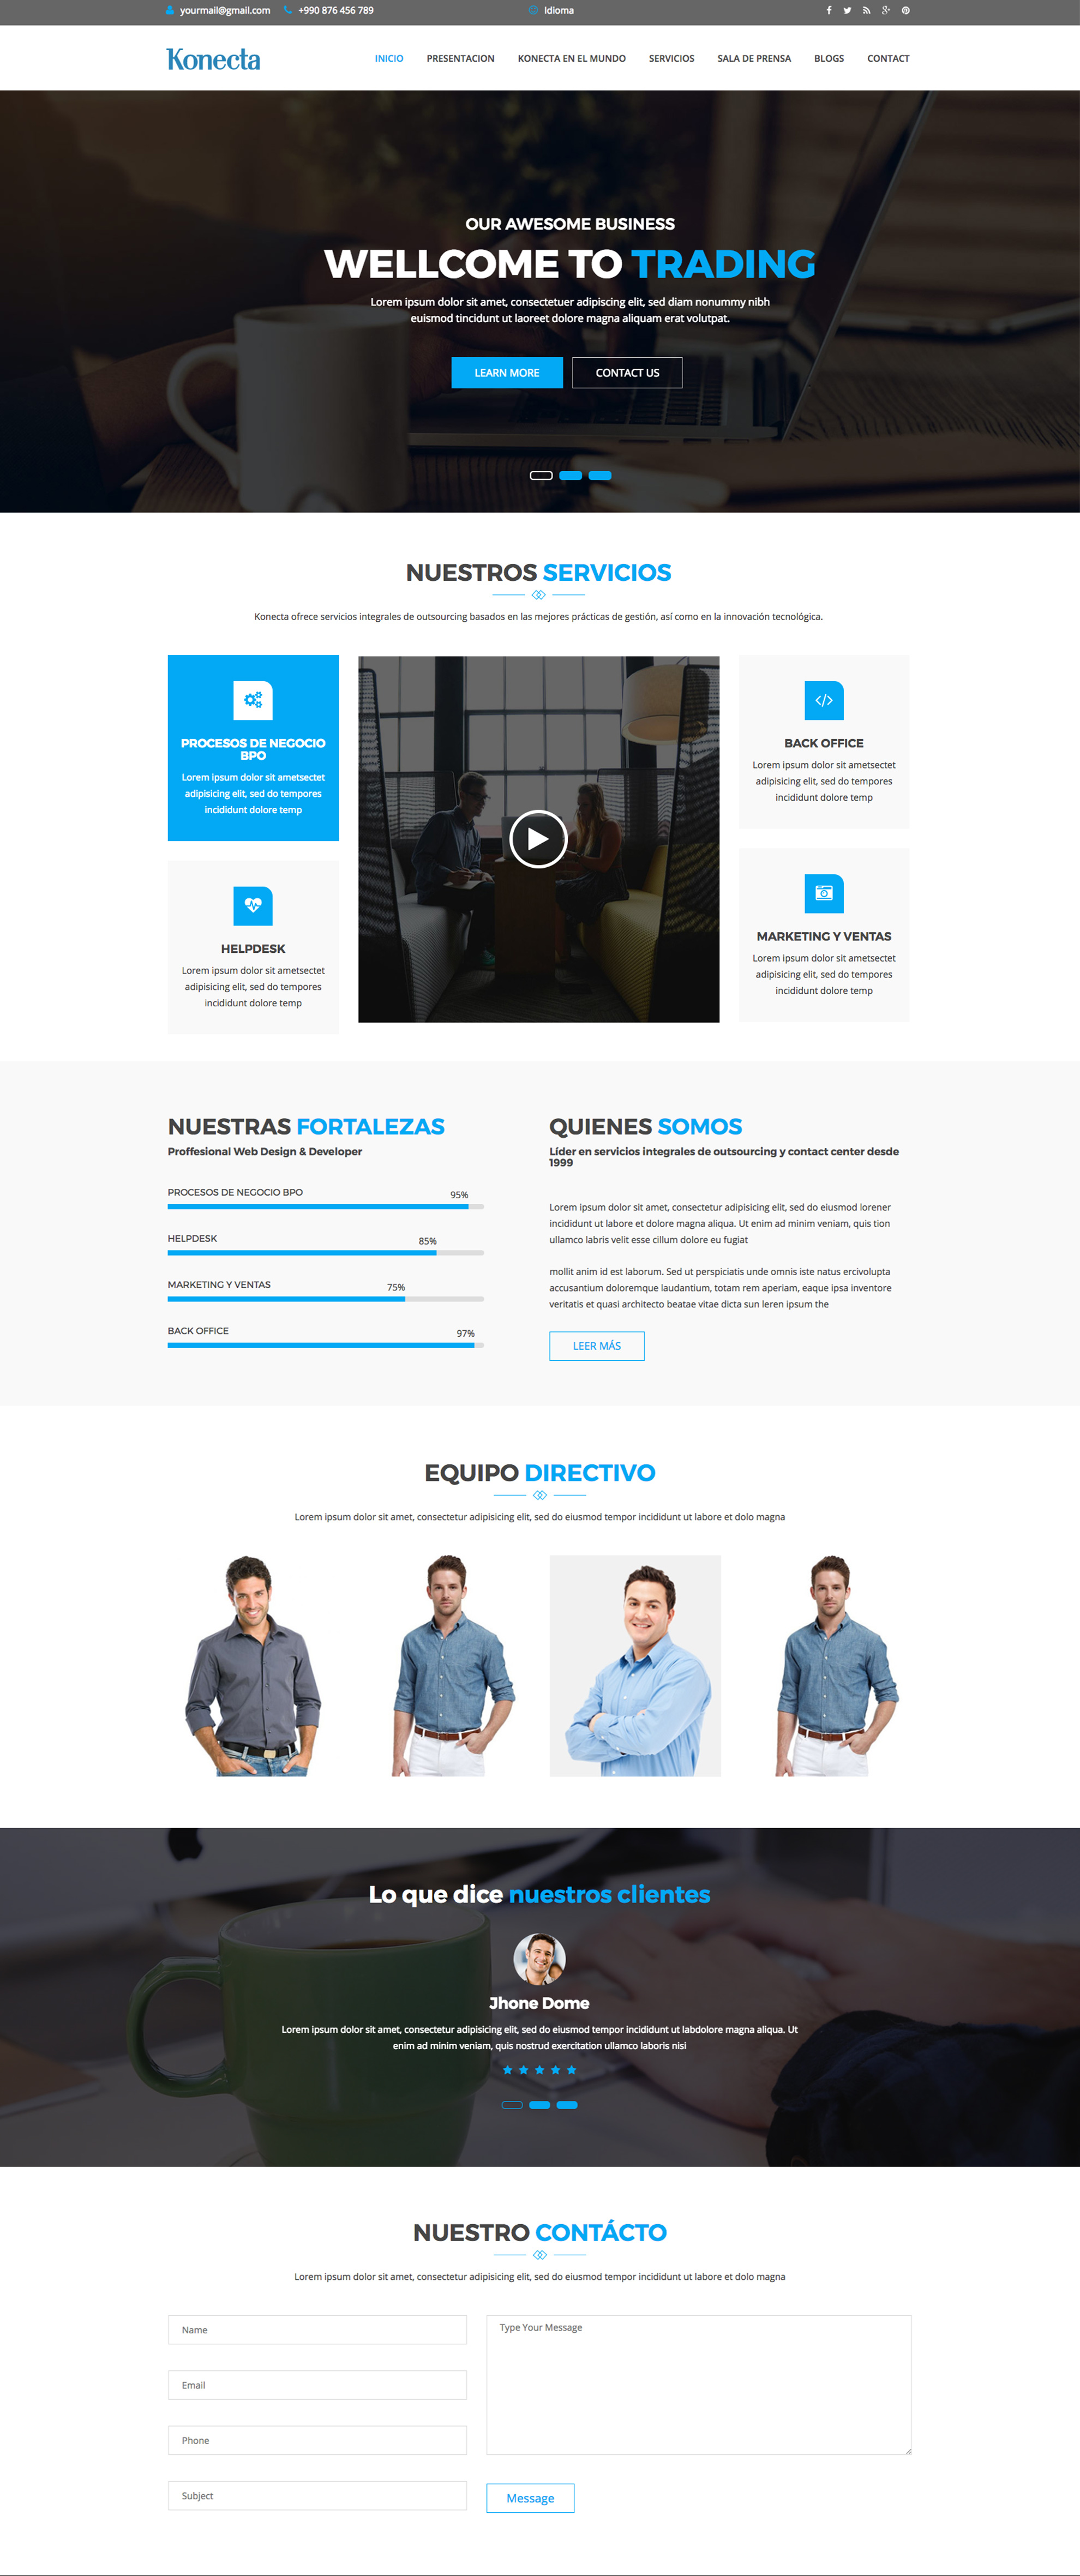 yourmail@gmail.com +990 876 456 789 Idioma
Konecta
INICIO PRESENTACION KONECTA EN EL MUNDO SERVICIOS SALA DE PRENSA BLOGS CONTACT
OUR AWESOME BUSINESS
WELLCOME TO TRADING
Lorem ipsum dolor sit amet, consectetuer adipiscing elit, sed diam nonummy nibh
euismod tincidunt ut laoreet dolore magna aliquam erat volutpat.
LEARN MORE CONTACT US
NUESTROS SERVICIOS
Konecta ofrece servicios integrales de outsourcing basados en las mejores prácticas de gestión, así como en la innovación tecnológica.
PROCESOS DE NEGOCIO
BPO
Lorem ipsum dolor sit ametsectet
adipisicing elit, sed do tempores
incididunt dolore temp
HELPDESK
Lorem ipsum dolor sit ametsectet
adipisicing elit, sed do tempores
incididunt dolore temp
BACK OFFICE
Lorem ipsum dolor sit ametsectet
adipisicing elit, sed do tempores
incididunt dolore temp
MARKETING Y VENTAS
Lorem ipsum dolor sit ametsectet
adipisicing elit, sed do tempores
incididunt dolore temp
NUESTRAS FORTALEZAS
Proffesional Web Design & Developer
PROCESOS DE NEGOCIO BPO 95%
HELPDESK 85%
MARKETING Y VENTAS 75%
BACK OFFICE 97%
QUIENES SOMOS
Líder en servicios integrales de outsourcing y contact center desde
1999
Lorem ipsum dolor sit amet, consectetur adipisicing elit, sed do eiusmod lorener
incididunt ut labore et dolore magna aliqua. Ut enim ad minim veniam, quis tion
ullamco labris velit esse cillum dolore eu fugiat
mollit anim id est laborum. Sed ut perspiciatis unde omnis iste natus ercivolupta
accusantium doloremque laudantium, totam rem aperiam, eaque ipsa inventore
veritatis et quasi architecto beatae vitae dicta sun leren ipsum the
LEER MÁS
EQUIPO DIRECTIVO
Lorem ipsum dolor sit amet, consectetur adipisicing elit, sed do eiusmod tempor incididunt ut labore et dolo magna
Lo que dice nuestros clientes
Jhone Dome
Lorem ipsum dolor sit amet, consectetur adipisicing elit, sed do eiusmod tempor incididunt ut labdolore magna aliqua. Ut
enim ad minim veniam, quis nostrud exercitation ullamco laboris nisi
NUESTRO CONTÁCTO
Lorem ipsum dolor sit amet, consectetur adipisicing elit, sed do eiusmod tempor incididunt ut labore et dolo magna
Name
Email
Phone
Subject
Type Your Message
Message